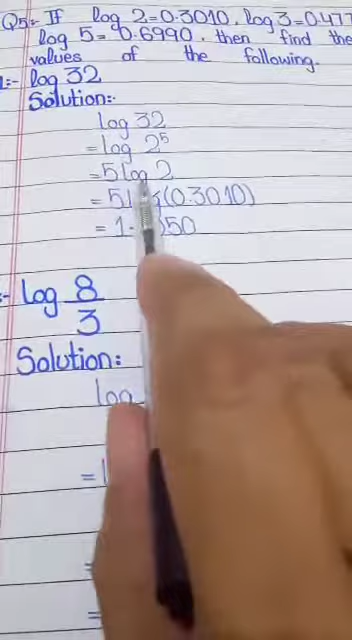 Q5:- If log 2=0.3010, log 3=0.477
log 5= 0.6990, then find the
values of the following.
:- log 32
Solution:-
log 32
= log 2⁵
= 5 log 2
= 5 (0.3010)
= 1. 050
:- log 8/3
Solution:
log
=
=
=